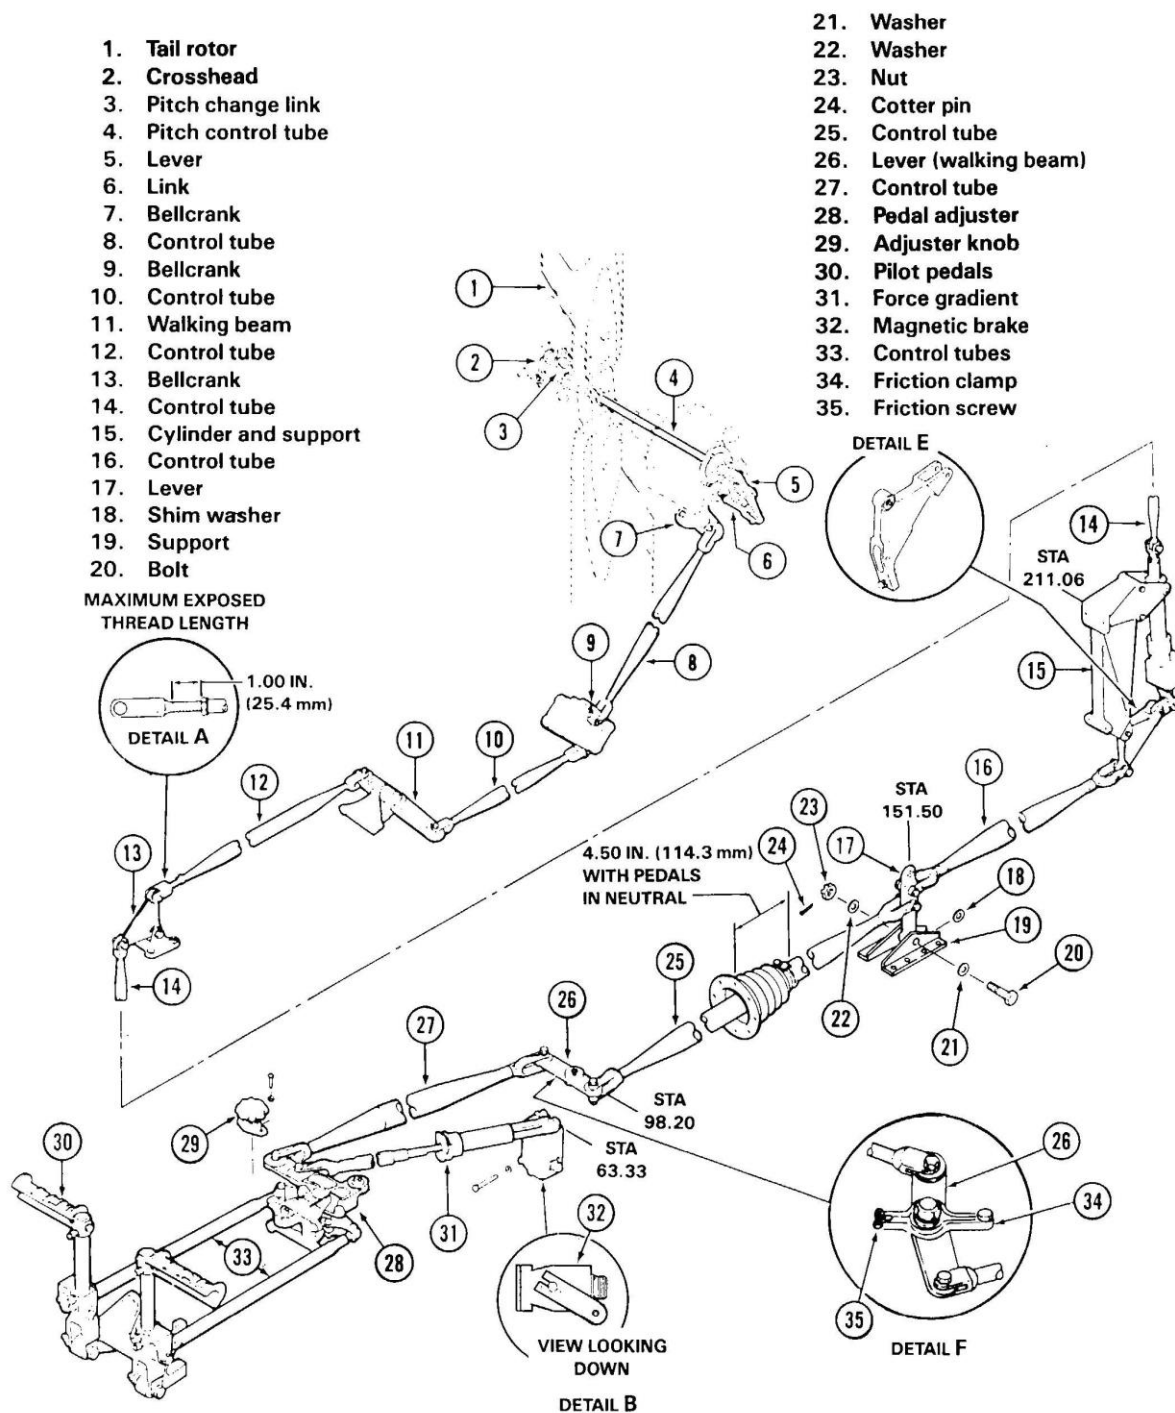 1. Tail rotor
2. Crosshead
3. Pitch change link
4. Pitch control tube
5. Lever
6. Link
7. Bellcrank
8. Control tube
9. Bellcrank
10. Control tube
11. Walking beam
12. Control tube
13. Bellcrank
14. Control tube
15. Cylinder and support
16. Control tube
17. Lever
18. Shim washer
19. Support
20. Bolt
21. Washer
22. Washer
23. Nut
24. Cotter pin
25. Control tube
26. Lever (walking beam)
27. Control tube
28. Pedal adjuster
29. Adjuster knob
30. Pilot pedals
31. Force gradient
32. Magnetic brake
33. Control tubes
34. Friction clamp
35. Friction screw
DETAIL E
1
2
3
4
5
6
7
14
STA
211.06
15
MAXIMUM EXPOSED
THREAD LENGTH
1.00 IN.
(25.4 mm)
DETAIL A
9
8
11
10
12
13
14
16
STA
151.50
17
23
24
4.50 IN. (114.3 mm)
WITH PEDALS
IN NEUTRAL
18
19
20
21
22
25
26
27
STA
98.20
STA
63.33
29
30
31
28
33
32
VIEW LOOKING
DOWN
DETAIL B
26
34
35
DETAIL F